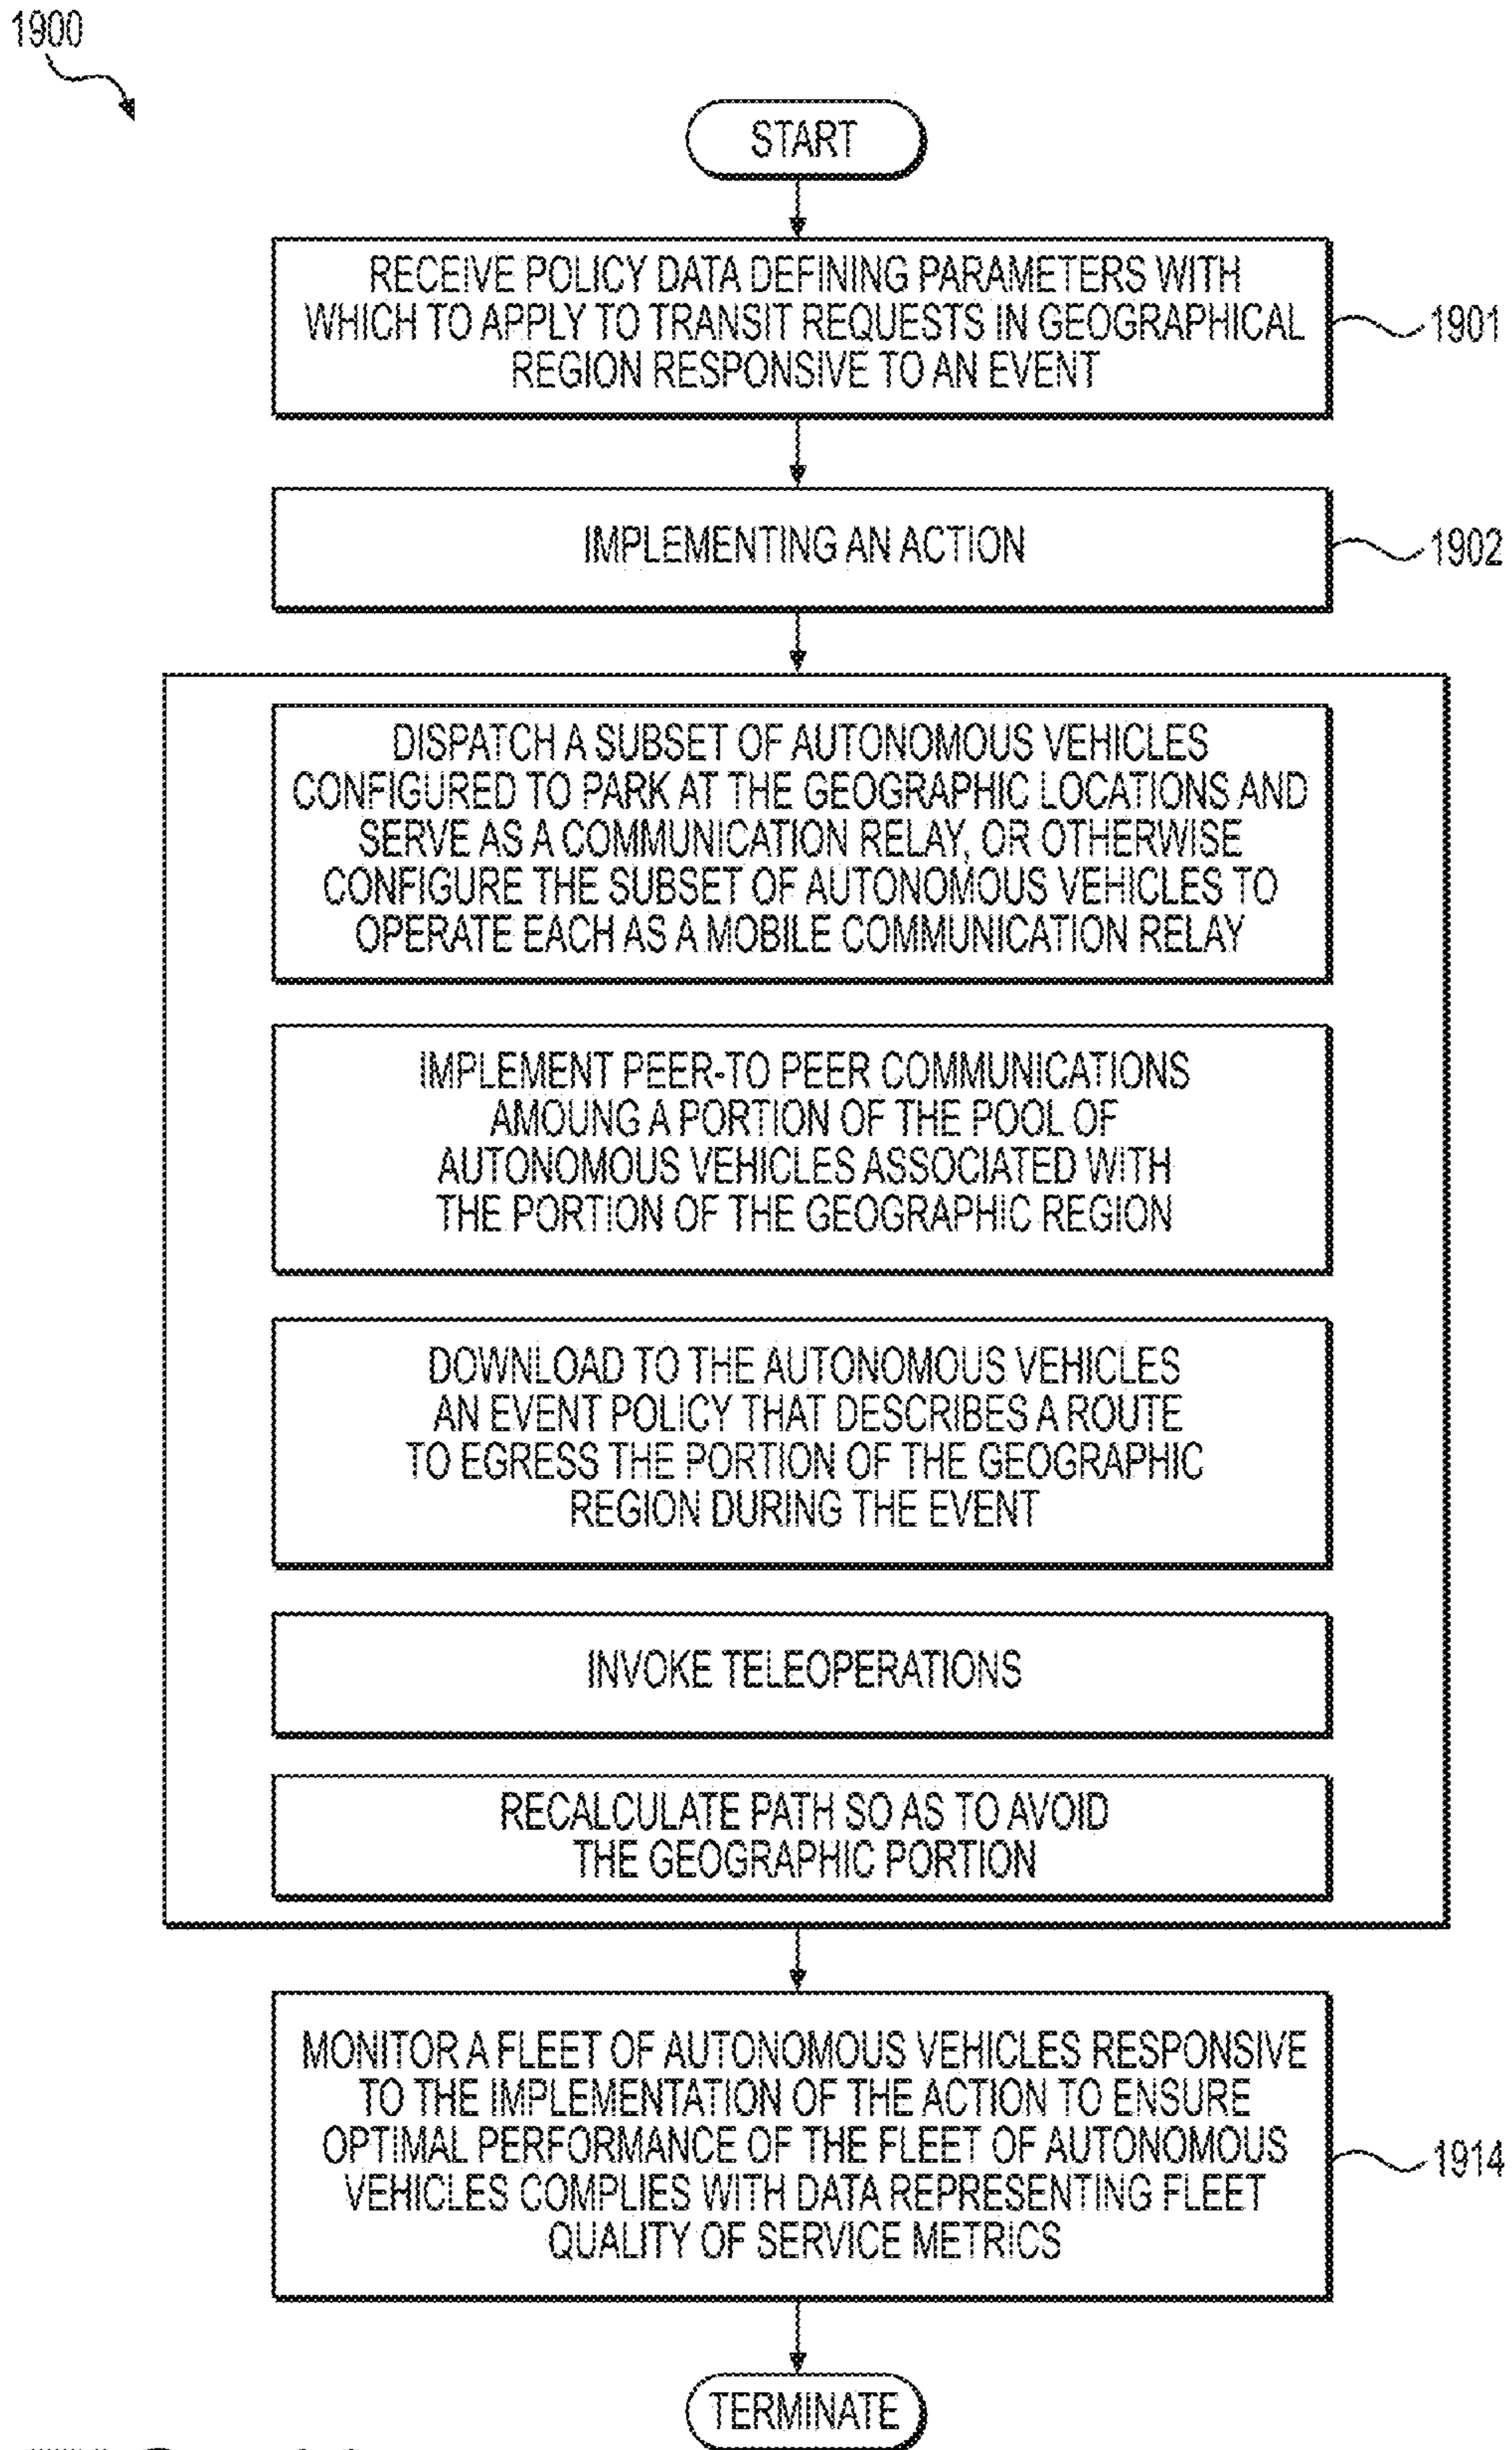 1900
START
RECEIVE POLICY DATA DEFINING PARAMETERS WITH
WHICH TO APPLY TO TRANSIT REQUESTS IN GEOGRAPHICAL
REGION RESPONSIVE TO AN EVENT
1901
IMPLEMENTING AN ACTION
1902
DISPATCH A SUBSET OF AUTONOMOUS VEHICLES
CONFIGURED TO PARK AT THE GEOGRAPHIC LOCATIONS AND
SERVE AS A COMMUNICATION RELAY, OR OTHERWISE
CONFIGURE THE SUBSET OF AUTONOMOUS VEHICLES TO
OPERATE EACH AS A MOBILE COMMUNICATION RELAY
IMPLEMENT PEER-TO PEER COMMUNICATIONS
AMOUNG A PORTION OF THE POOL OF
AUTONOMOUS VEHICLES ASSOCIATED WITH
THE PORTION OF THE GEOGRAPHIC REGION
DOWNLOAD TO THE AUTONOMOUS VEHICLES
AN EVENT POLICY THAT DESCRIBES A ROUTE
TO EGRESS THE PORTION OF THE GEOGRAPHIC
REGION DURING THE EVENT
INVOKE TELEOPERATIONS
RECALCULATE PATH SO AS TO AVOID
THE GEOGRAPHIC PORTION
MONITOR A FLEET OF AUTONOMOUS VEHICLES RESPONSIVE
TO THE IMPLEMENTATION OF THE ACTION TO ENSURE
OPTIMAL PERFORMANCE OF THE FLEET OF AUTONOMOUS
VEHICLES COMPLIES WITH DATA REPRESENTING FLEET
QUALITY OF SERVICE METRICS
1914
TERMINATE